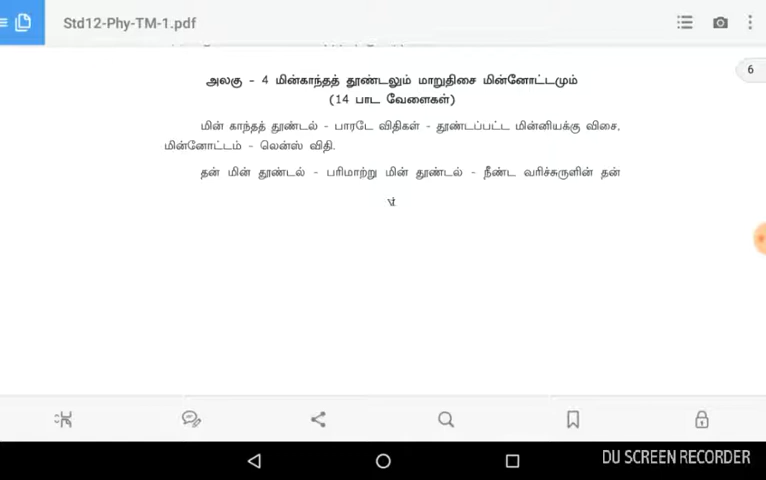 Std12-Phy-TM-1.pdf
6
அலகு - 4 மின்காந்தத் தூண்டலும் மாறுதிசை மின்னோட்டமும்
(14 பாட வேளைகள்)
மின் காந்தத் தூண்டல் - பாரடே விதிகள் - தூண்டப்பட்ட மின்னியக்கு விசை,
மின்னோட்டம் - லென்ஸ் விதி.
தன் மின் தூண்டல் - பரிமாற்று மின் தூண்டல் - நீண்ட வரிச்சுருளின் தன்
vi
DU SCREEN RECORDER